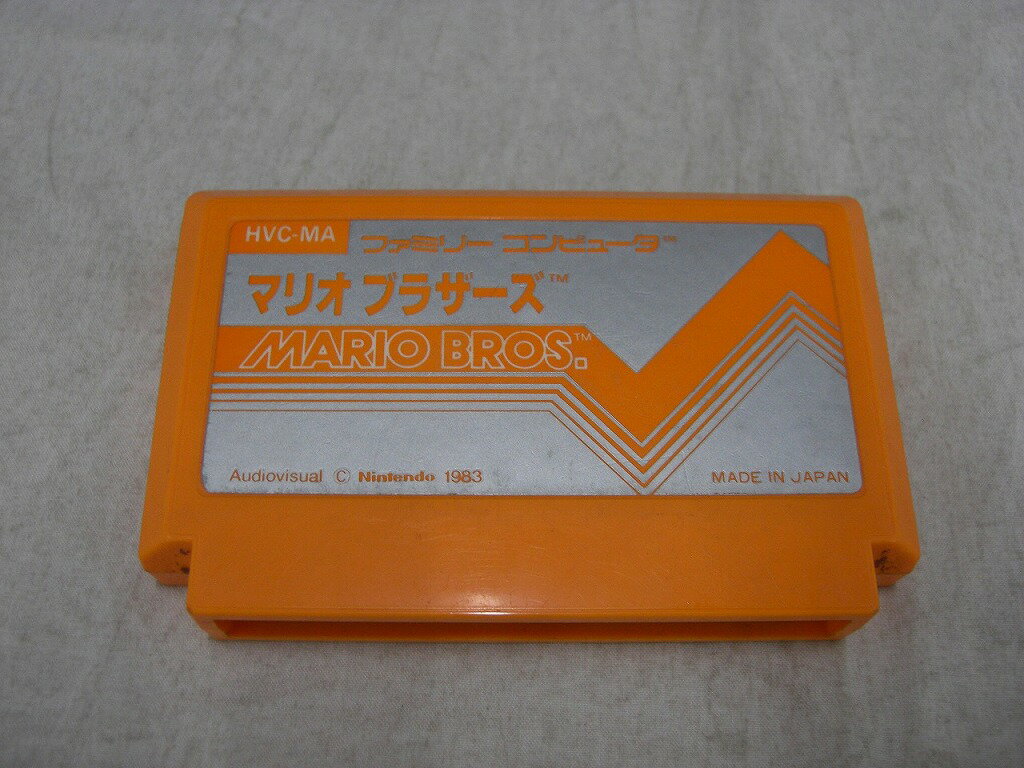 HVC-MA
ファミリー コンピュータ™
マリオ ブラザーズ™
MARIO BROS.™
Audiovisual © Nintendo 1983
MADE IN JAPAN